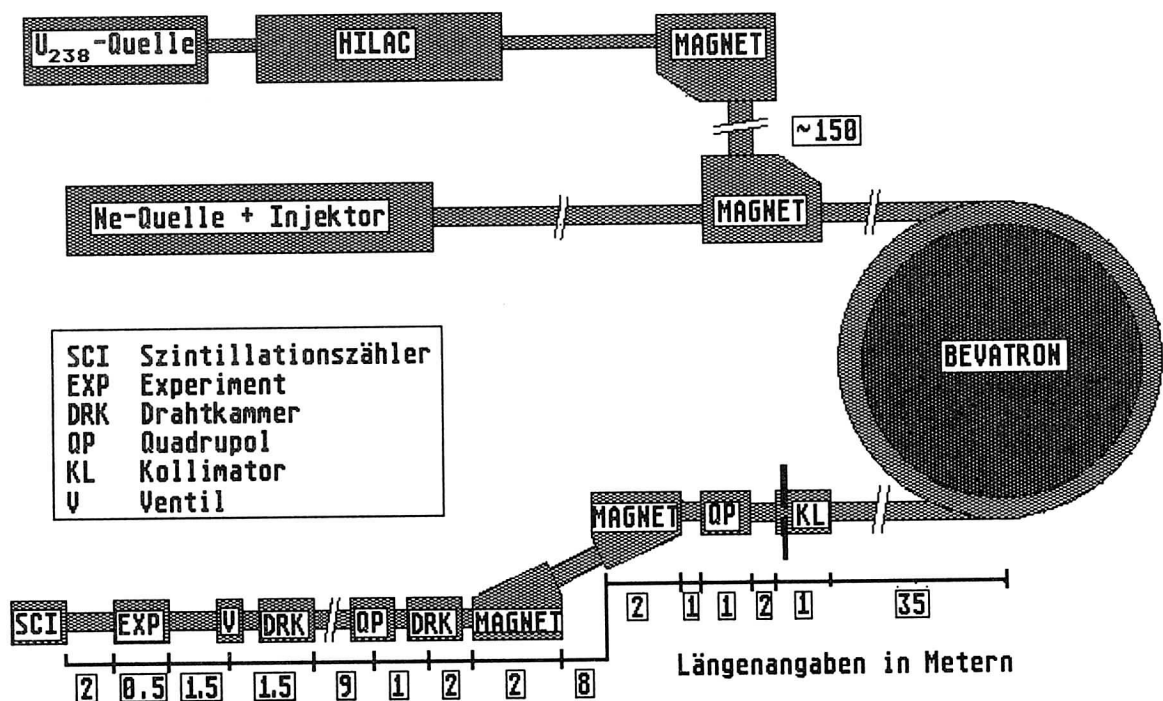 U238-Quelle
HILAC
MAGNET
~150
Ne-Quelle + Injektor
MAGNET
BEVATRON
SCI Szintillationszähler
EXP Experiment
DRK Drahtkammer
QP Quadrupol
KL Kollimator
V Ventil
MAGNET
QP
KL
2
1
1
2
1
35
SCI
EXP
V
DRK
QP
DRK
MAGNET
2
0.5
1.5
1.5
9
1
2
2
8
Längenangaben in Metern